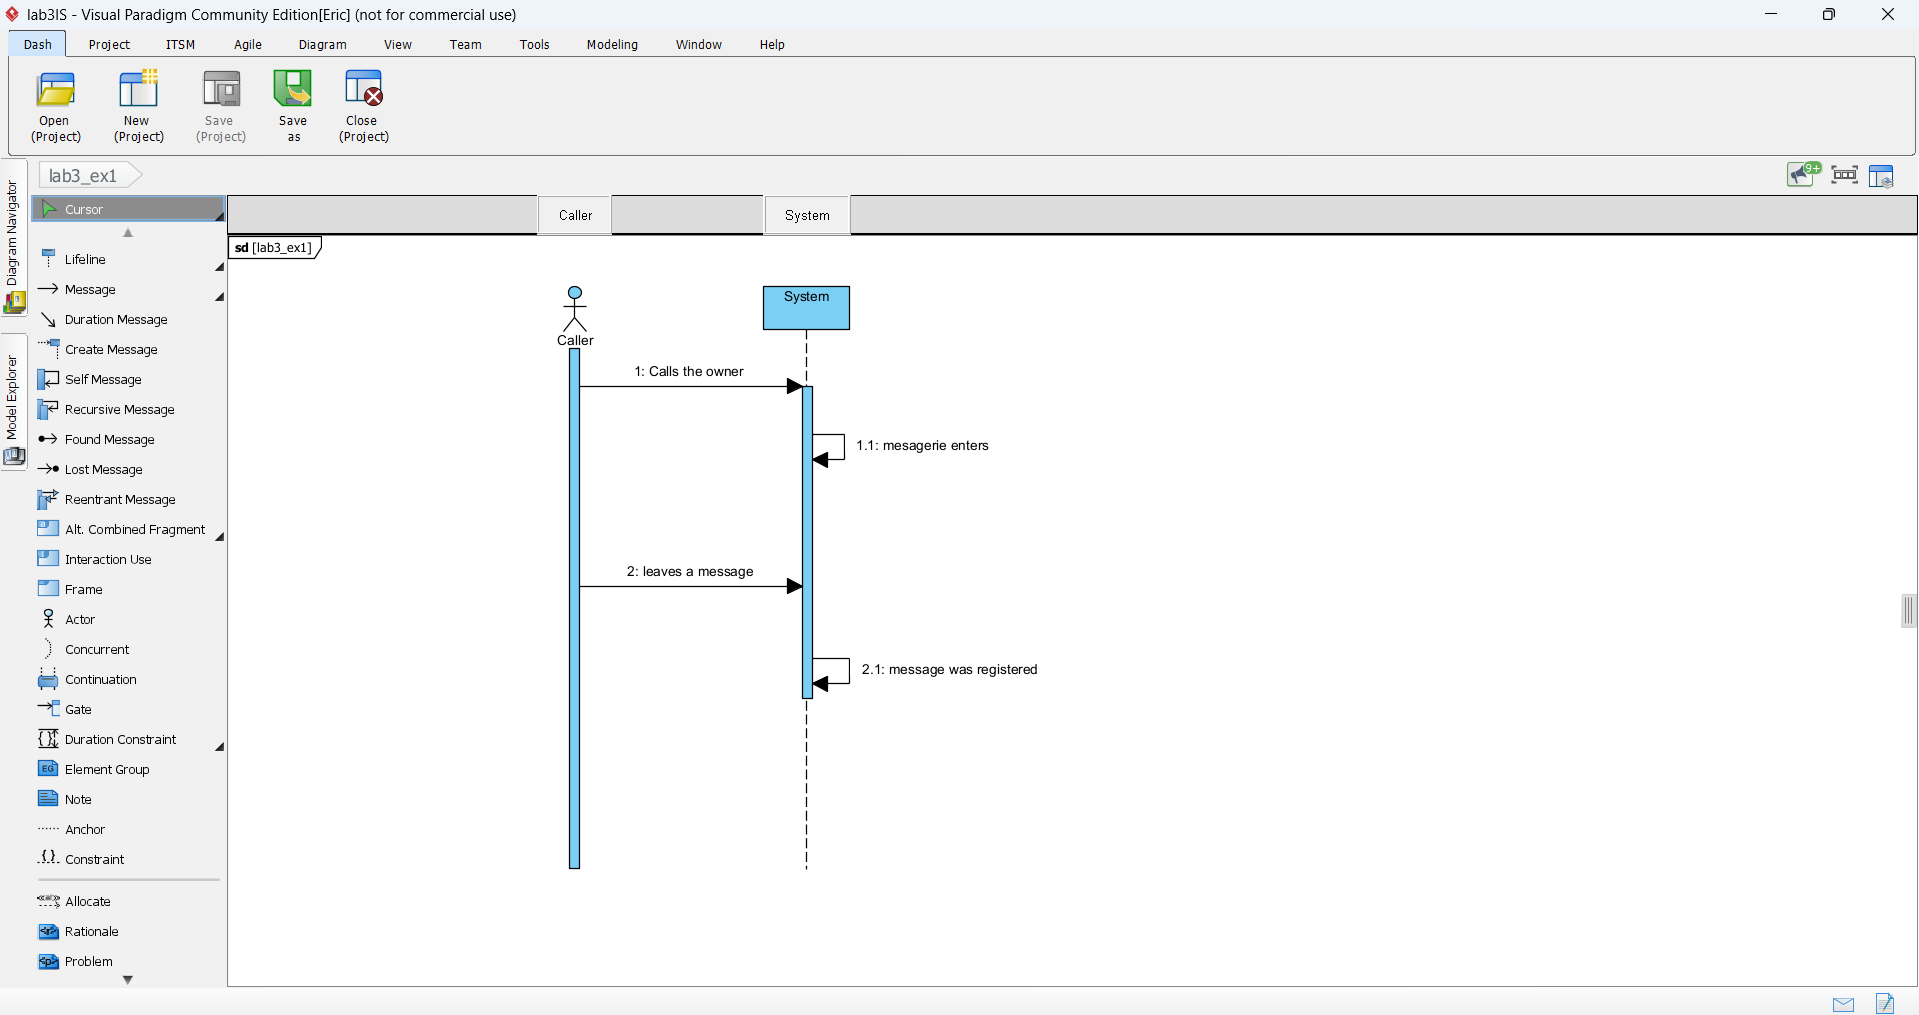 lab3IS - Visual Paradigm Community Edition[Eric] (not for commercial use)
Dash Project ITSM Agile Diagram View Team Tools Modeling Window Help
Open (Project)
New (Project)
Save (Project)
Save as
Close (Project)
lab3_ex1
9+
Diagram Navigator
Model Explorer
Cursor
Lifeline
Message
Duration Message
Create Message
Self Message
Recursive Message
Found Message
Lost Message
Reentrant Message
Alt. Combined Fragment
Interaction Use
Frame
Actor
Concurrent
Continuation
Gate
Duration Constraint
EG Element Group
Note
Anchor
Constraint
Allocate
Rationale
Problem
Caller System
sd [lab3_ex1]
System
Caller
1: Calls the owner
1.1: mesagerie enters
2: leaves a message
2.1: message was registered